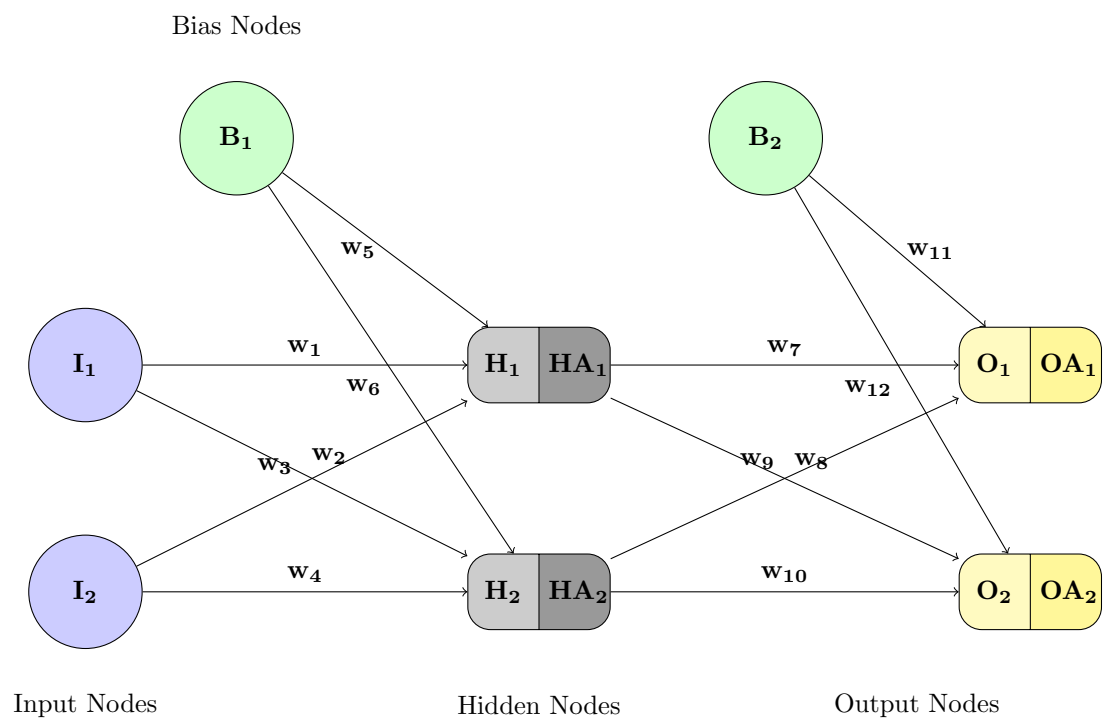 Bias Nodes
B₁
B₂
w₅
w₁₁
I₁
w₁
H₁
HA₁
w₇
O₁
OA₁
w₆
w₁₂
w₃
w₂
w₉
w₈
I₂
w₄
H₂
HA₂
w₁₀
O₂
OA₂
Input Nodes
Hidden Nodes
Output Nodes